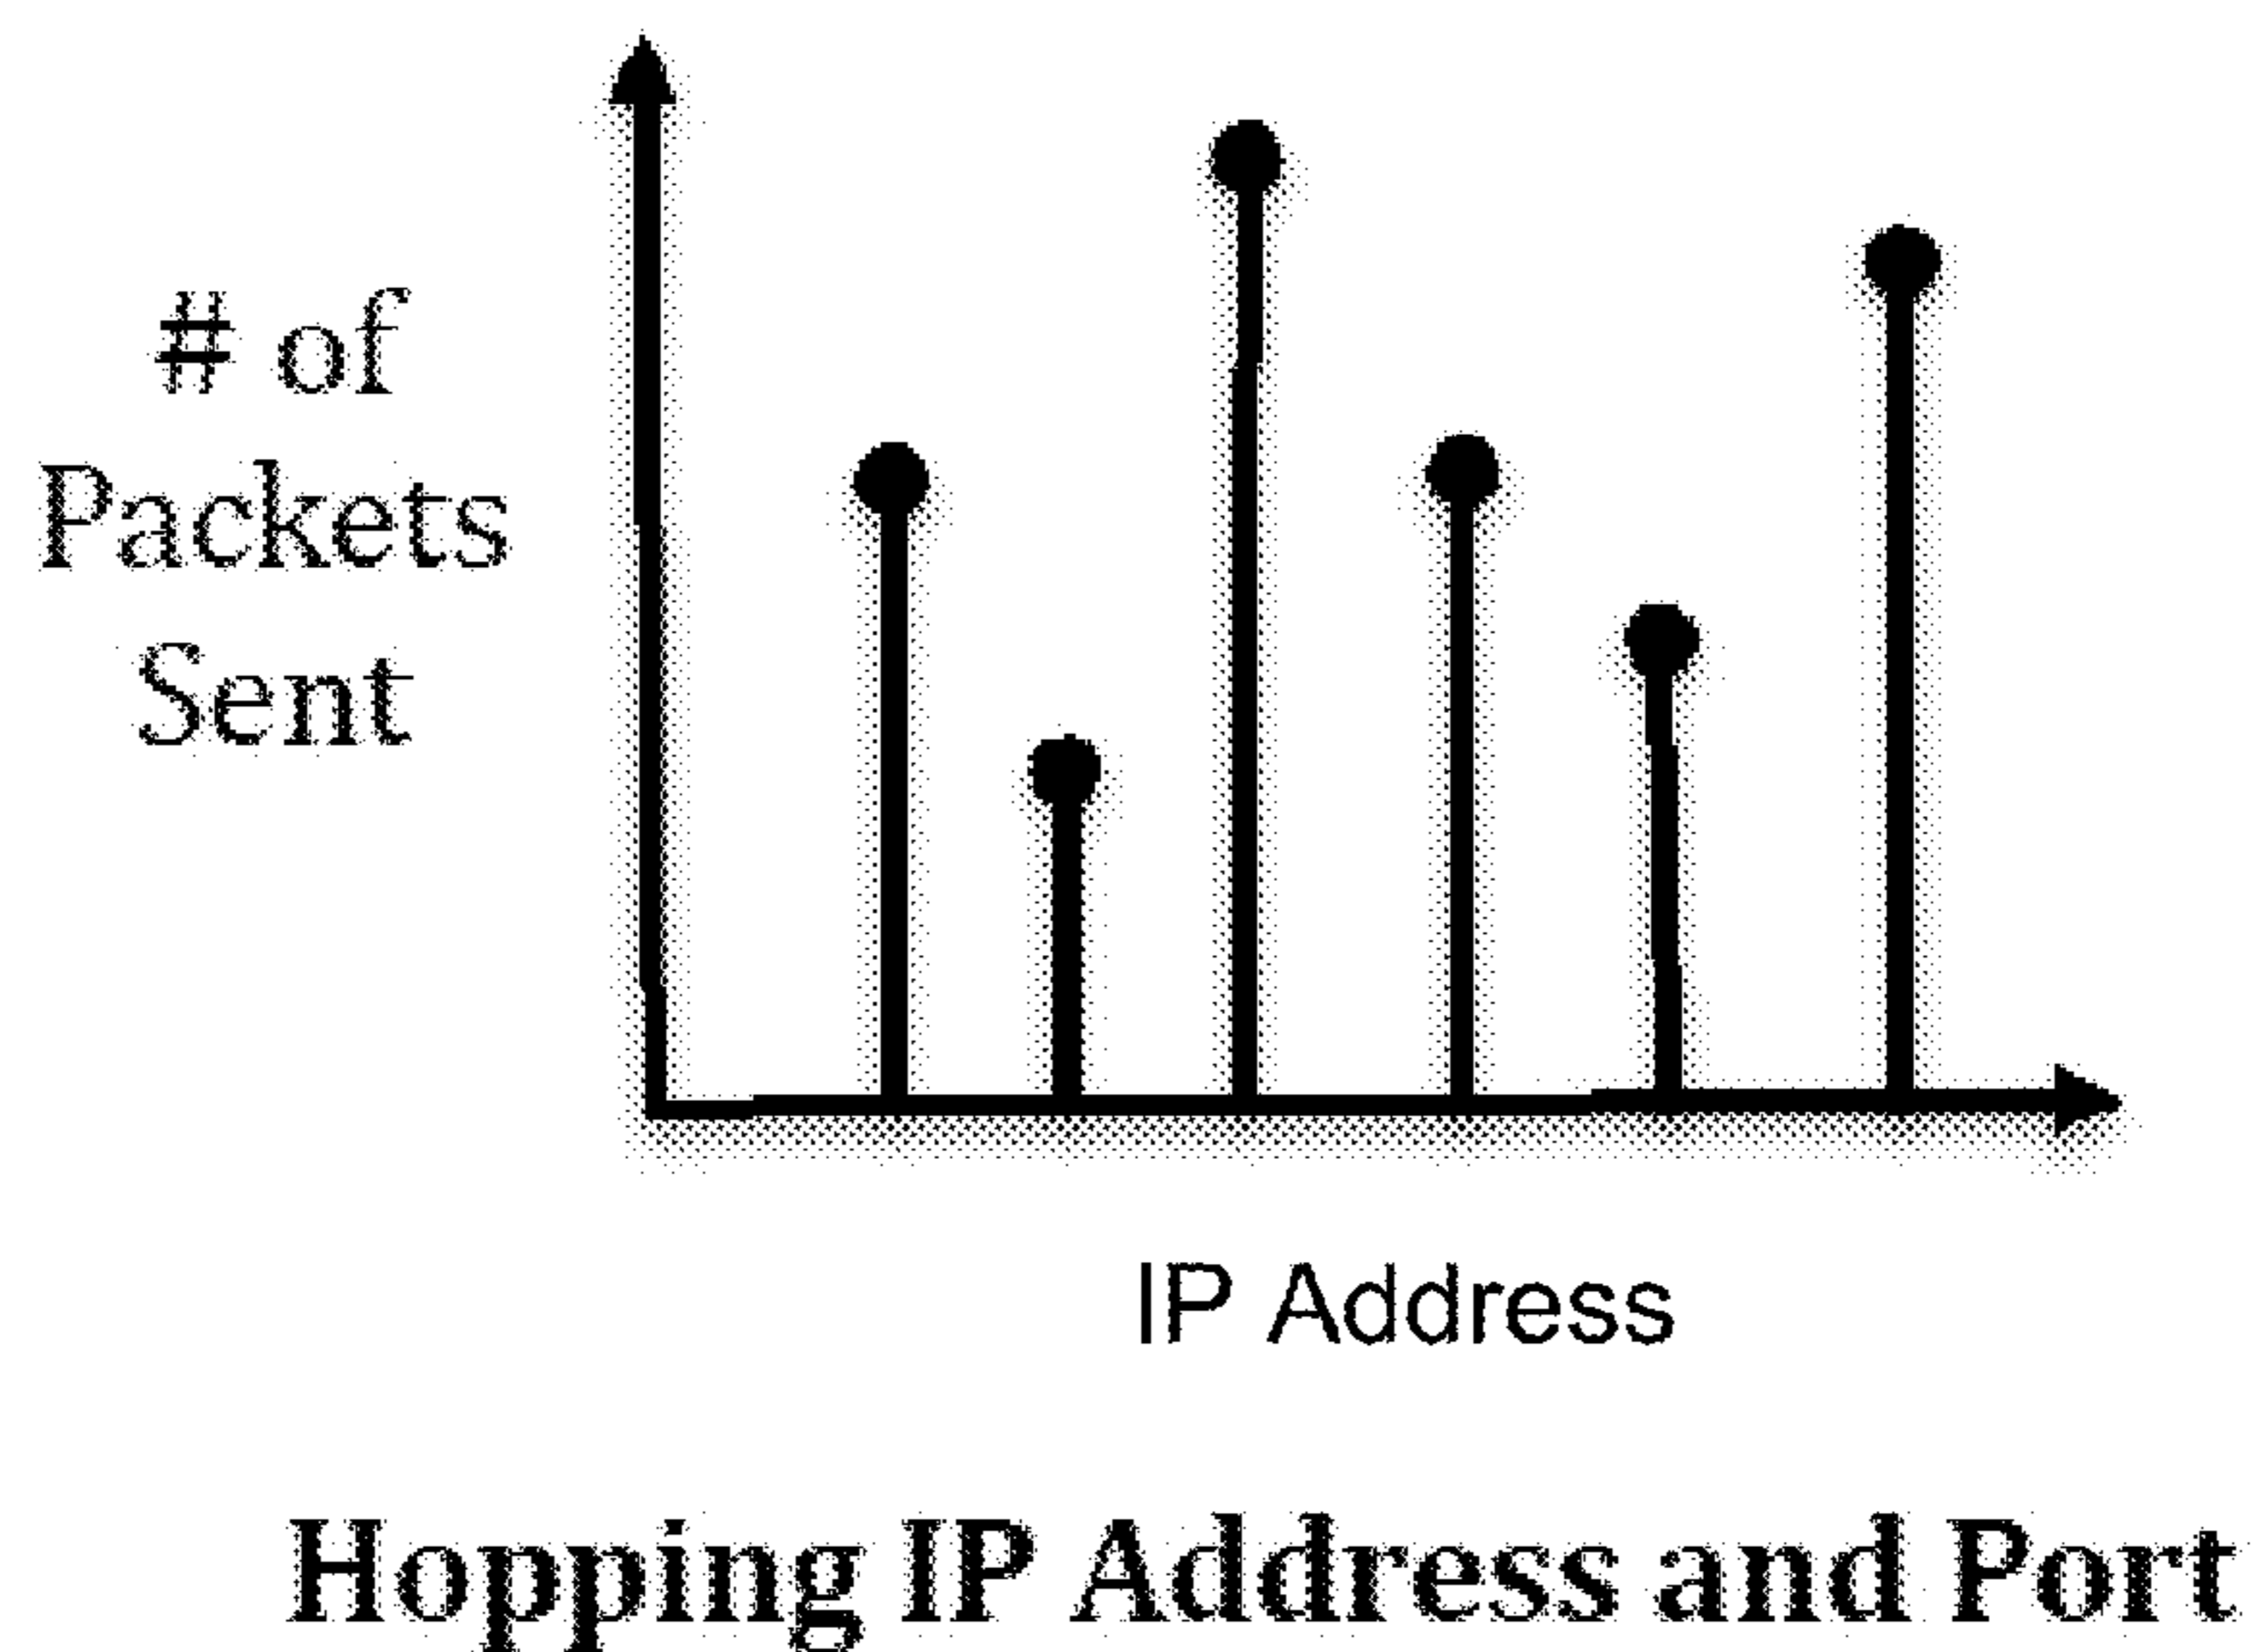 # of
Packets
Sent
IP Address
Hopping IP Address and Port